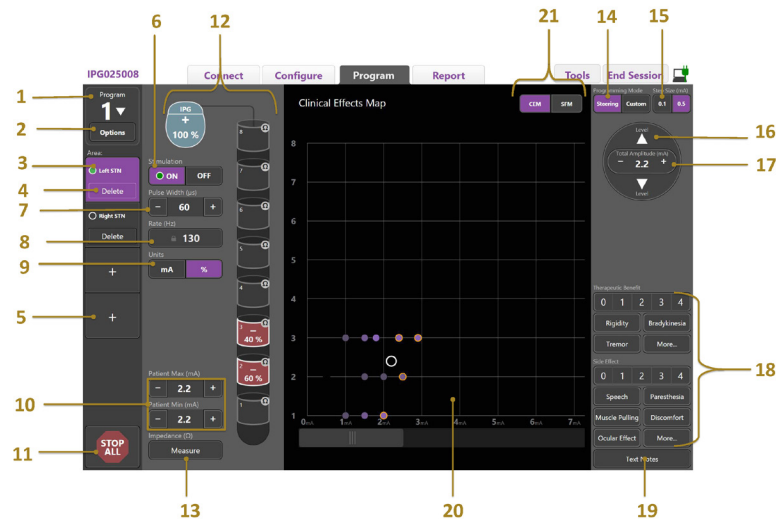 6
12
21
14
15
IPG025008
Connect
Configure
Program
Report
Tools
End Session
1
Program
1
2
Options
IPG
+
100 %
Clinical Effects Map
CEM
SFM
Programming Mode
Step Size (mA)
Steering
Custom
0.1
0.5
16
Level
Total Amplitude (mA)
− 2.2 +
Level
17
Area:
3
Left STN
4
Delete
Stimulation
ON
OFF
7
Pulse Width (µs)
− 60 +
Right STN
Delete
8
Rate (Hz)
130
9
Units
mA
%
+
5
+
8
7
6
5
4
3
−
40 %
2
−
60 %
1
8
7
6
5
4
3
2
1
0mA
1mA
2mA
3mA
4mA
5mA
6mA
7mA
Therapeutic Benefit
0 1 2 3 4
Rigidity
Bradykinesia
Tremor
More...
18
Side Effect
0 1 2 3 4
Speech
Paresthesia
Muscle Pulling
Discomfort
Ocular Effect
More...
Text Notes
10
Patient Max (mA)
− 2.2 +
Patient Max (mA)
− 2.2 +
Impedance (Ω)
Measure
11
STOP
ALL
13
20
19